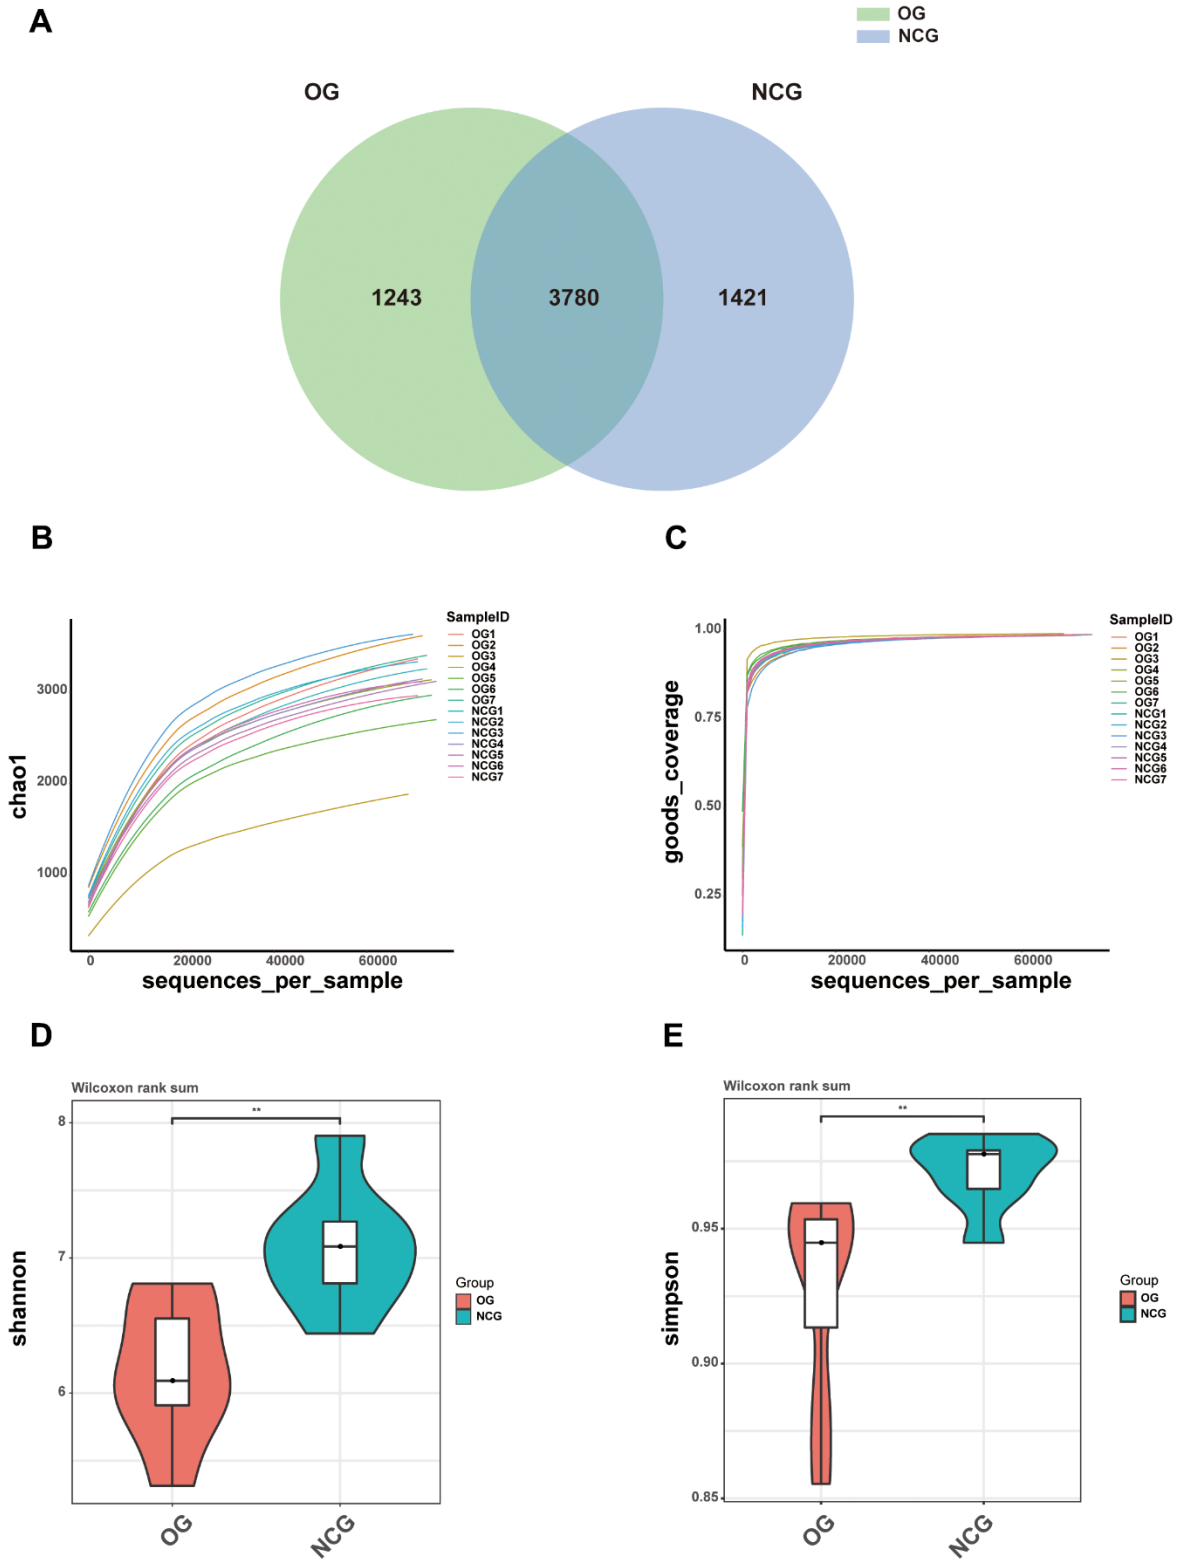 A
OG
NCG
OG
NCG
1243
3780
1421
B
C
SampleID
OG1
OG2
OG3
OG4
OG5
OG6
OG7
NCG1
NCG2
NCG3
NCG4
NCG5
NCG6
NCG7
3000
2000
1000
chao1
0 20000 40000 60000
sequences_per_sample
SampleID
OG1
OG2
OG3
OG4
OG5
OG6
OG7
NCG1
NCG2
NCG3
NCG4
NCG5
NCG6
NCG7
1.00
0.75
0.50
0.25
goods_coverage
0 20000 40000 60000
sequences_per_sample
D
E
Wilcoxon rank sum
**
8
7
6
shannon
OG NCG
Group
OG
NCG
Wilcoxon rank sum
**
0.95
0.90
0.85
simpson
OG NCG
Group
OG
NCG